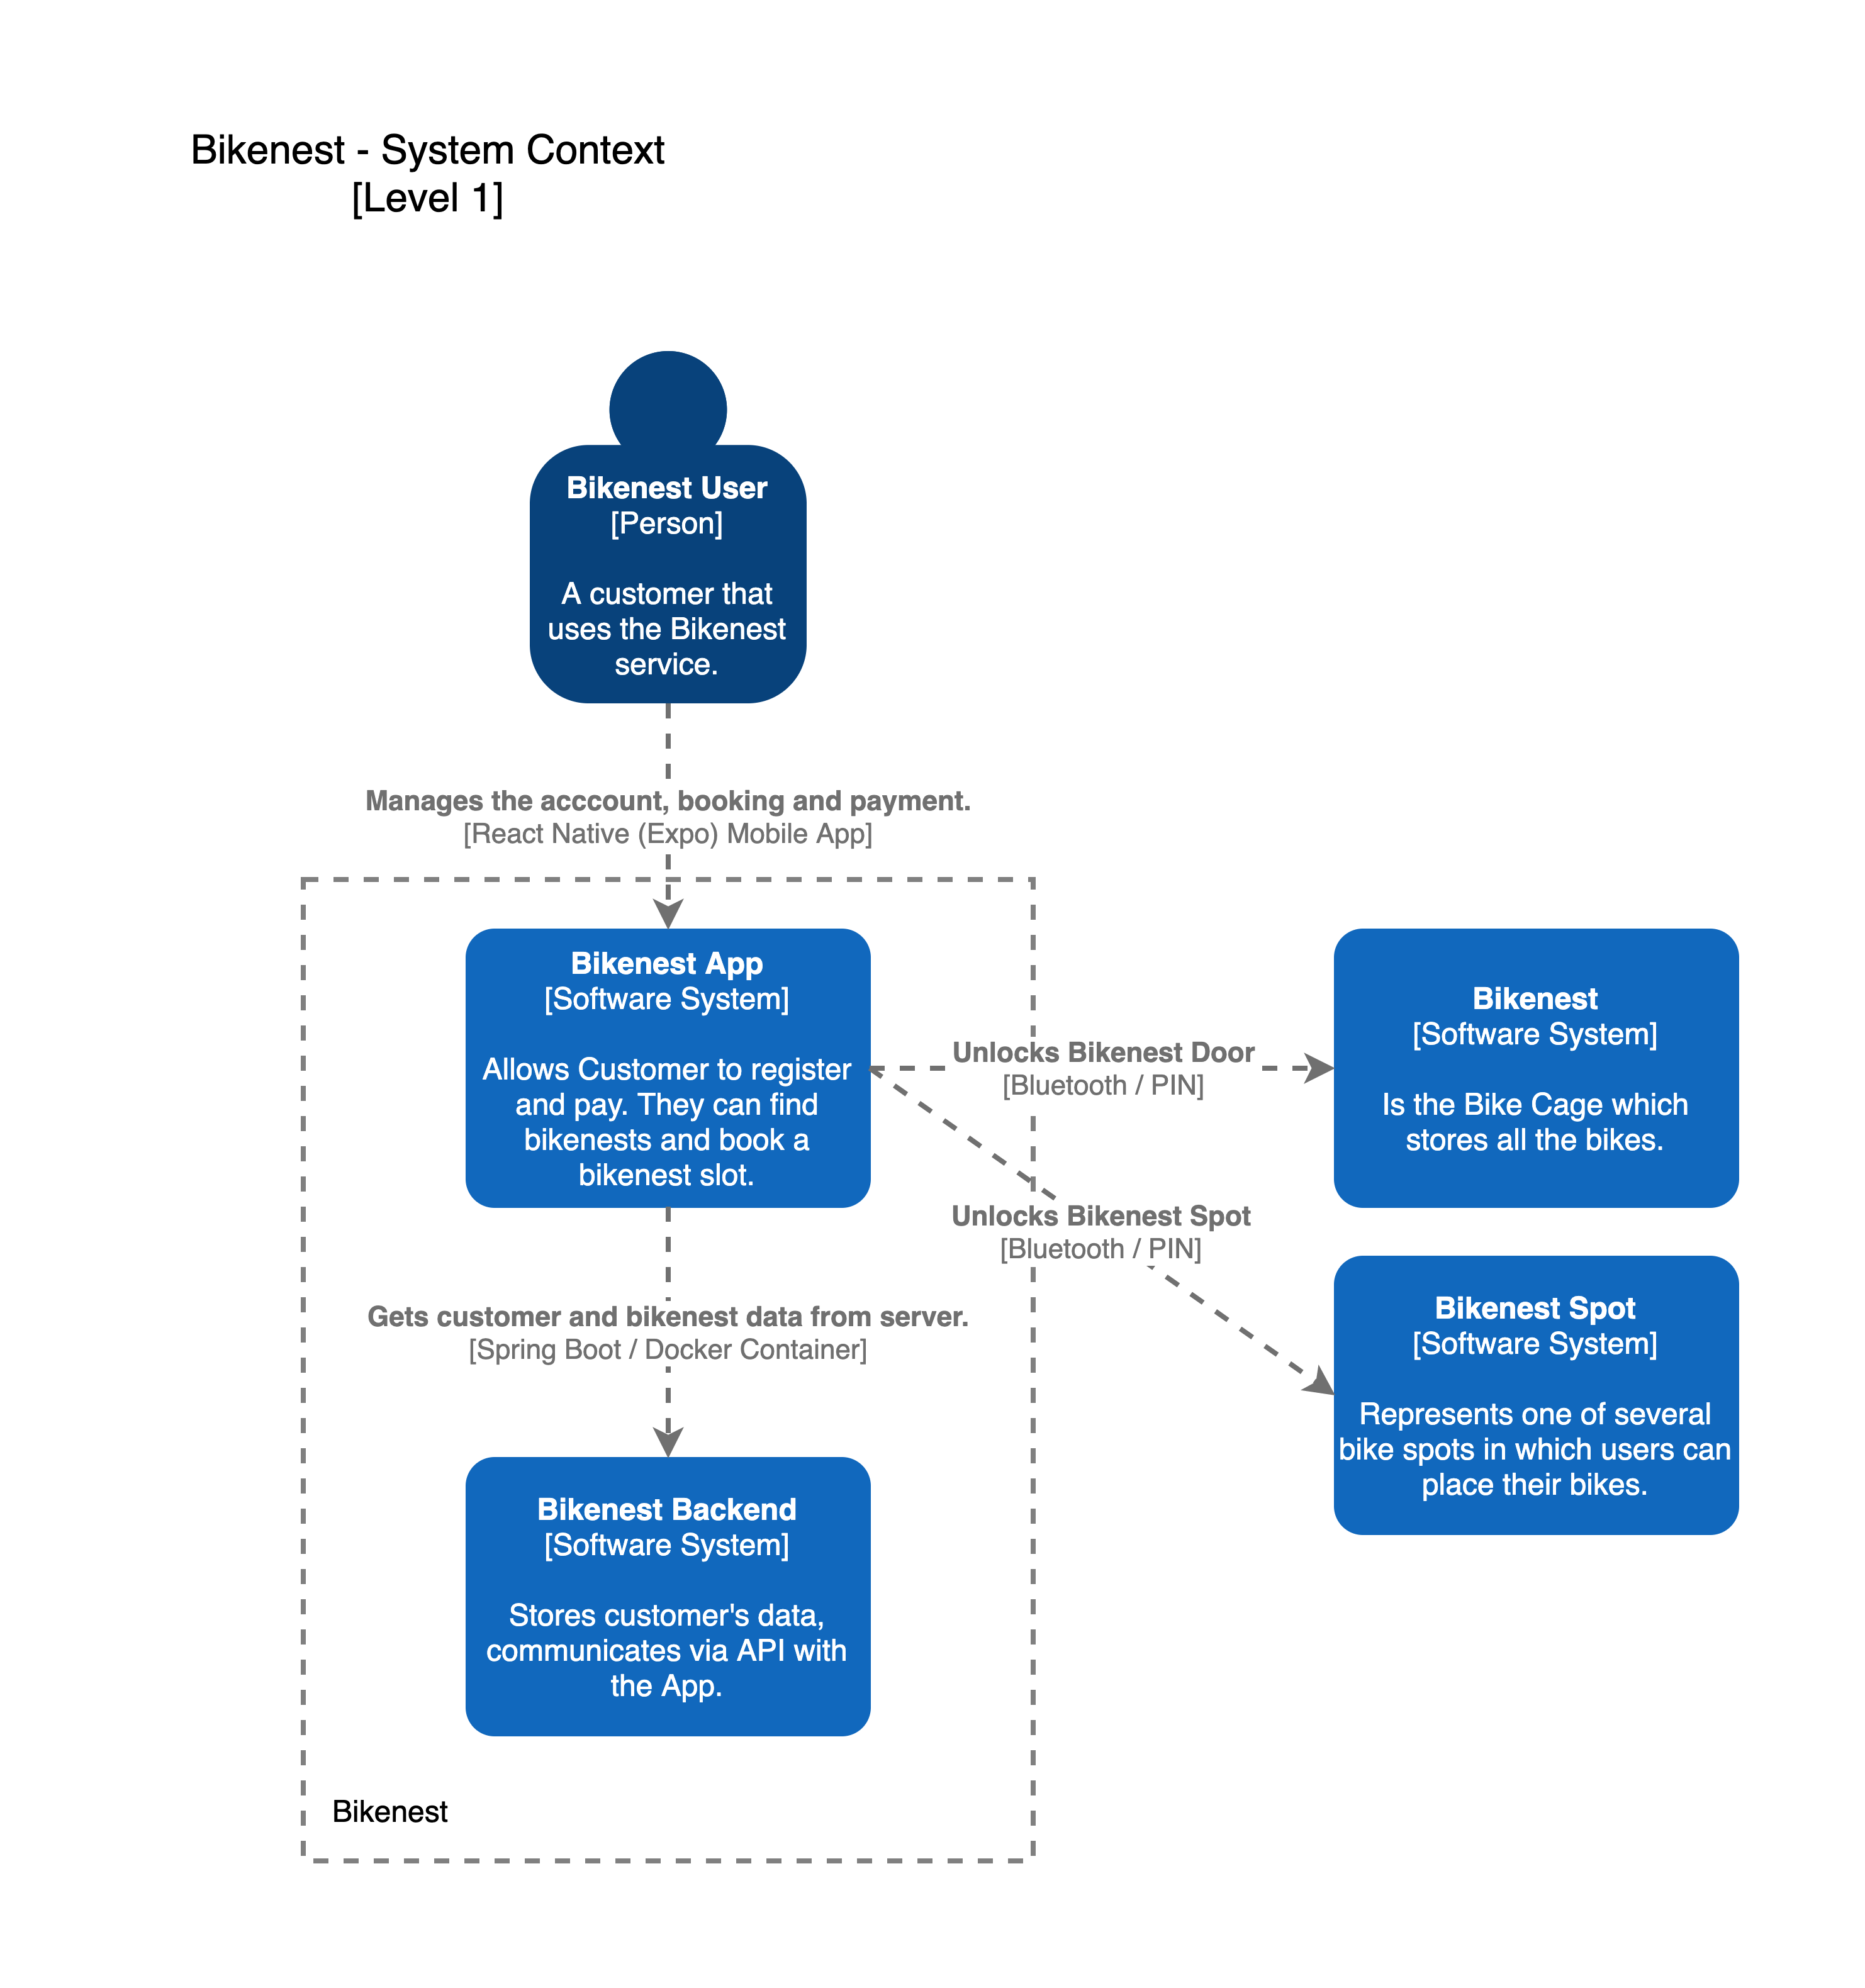 Bikenest - System Context
[Level 1]
Bikenest User
[Person]
A customer that
uses the Bikenest
service.
Manages the acccount, booking and payment.
[React Native (Expo) Mobile App]
Bikenest App
[Software System]
Allows Customer to register
and pay. They can find
bikenests and book a
bikenest slot.
Unlocks Bikenest Door
[Bluetooth / PIN]
Bikenest
[Software System]
Is the Bike Cage which
stores all the bikes.
Unlocks Bikenest Spot
[Bluetooth / PIN]
Bikenest Spot
[Software System]
Represents one of several
bike spots in which users can
place their bikes.
Gets customer and bikenest data from server.
[Spring Boot / Docker Container]
Bikenest Backend
[Software System]
Stores customer's data,
communicates via API with
the App.
Bikenest